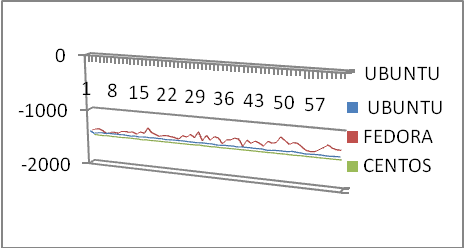 0
-1000
-2000
1 8 15 22 29 36 43 50 57
UBUNTU
UBUNTU
FEDORA
CENTOS